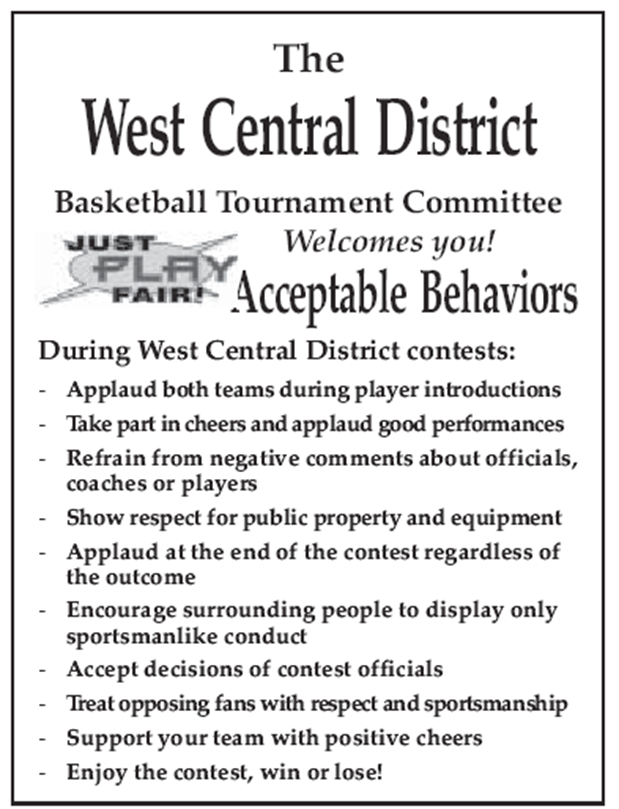 The
West Central District
Basketball Tournament Committee
Welcomes you!
JUST
PLAY
FAIR!
Acceptable Behaviors
During West Central District contests:
- Applaud both teams during player introductions
- Take part in cheers and applaud good performances
- Refrain from negative comments about officials,
coaches or players
- Show respect for public property and equipment
- Applaud at the end of the contest regardless of
the outcome
- Encourage surrounding people to display only
sportsmanlike conduct
- Accept decisions of contest officials
- Treat opposing fans with respect and sportsmanship
- Support your team with positive cheers
- Enjoy the contest, win or lose!